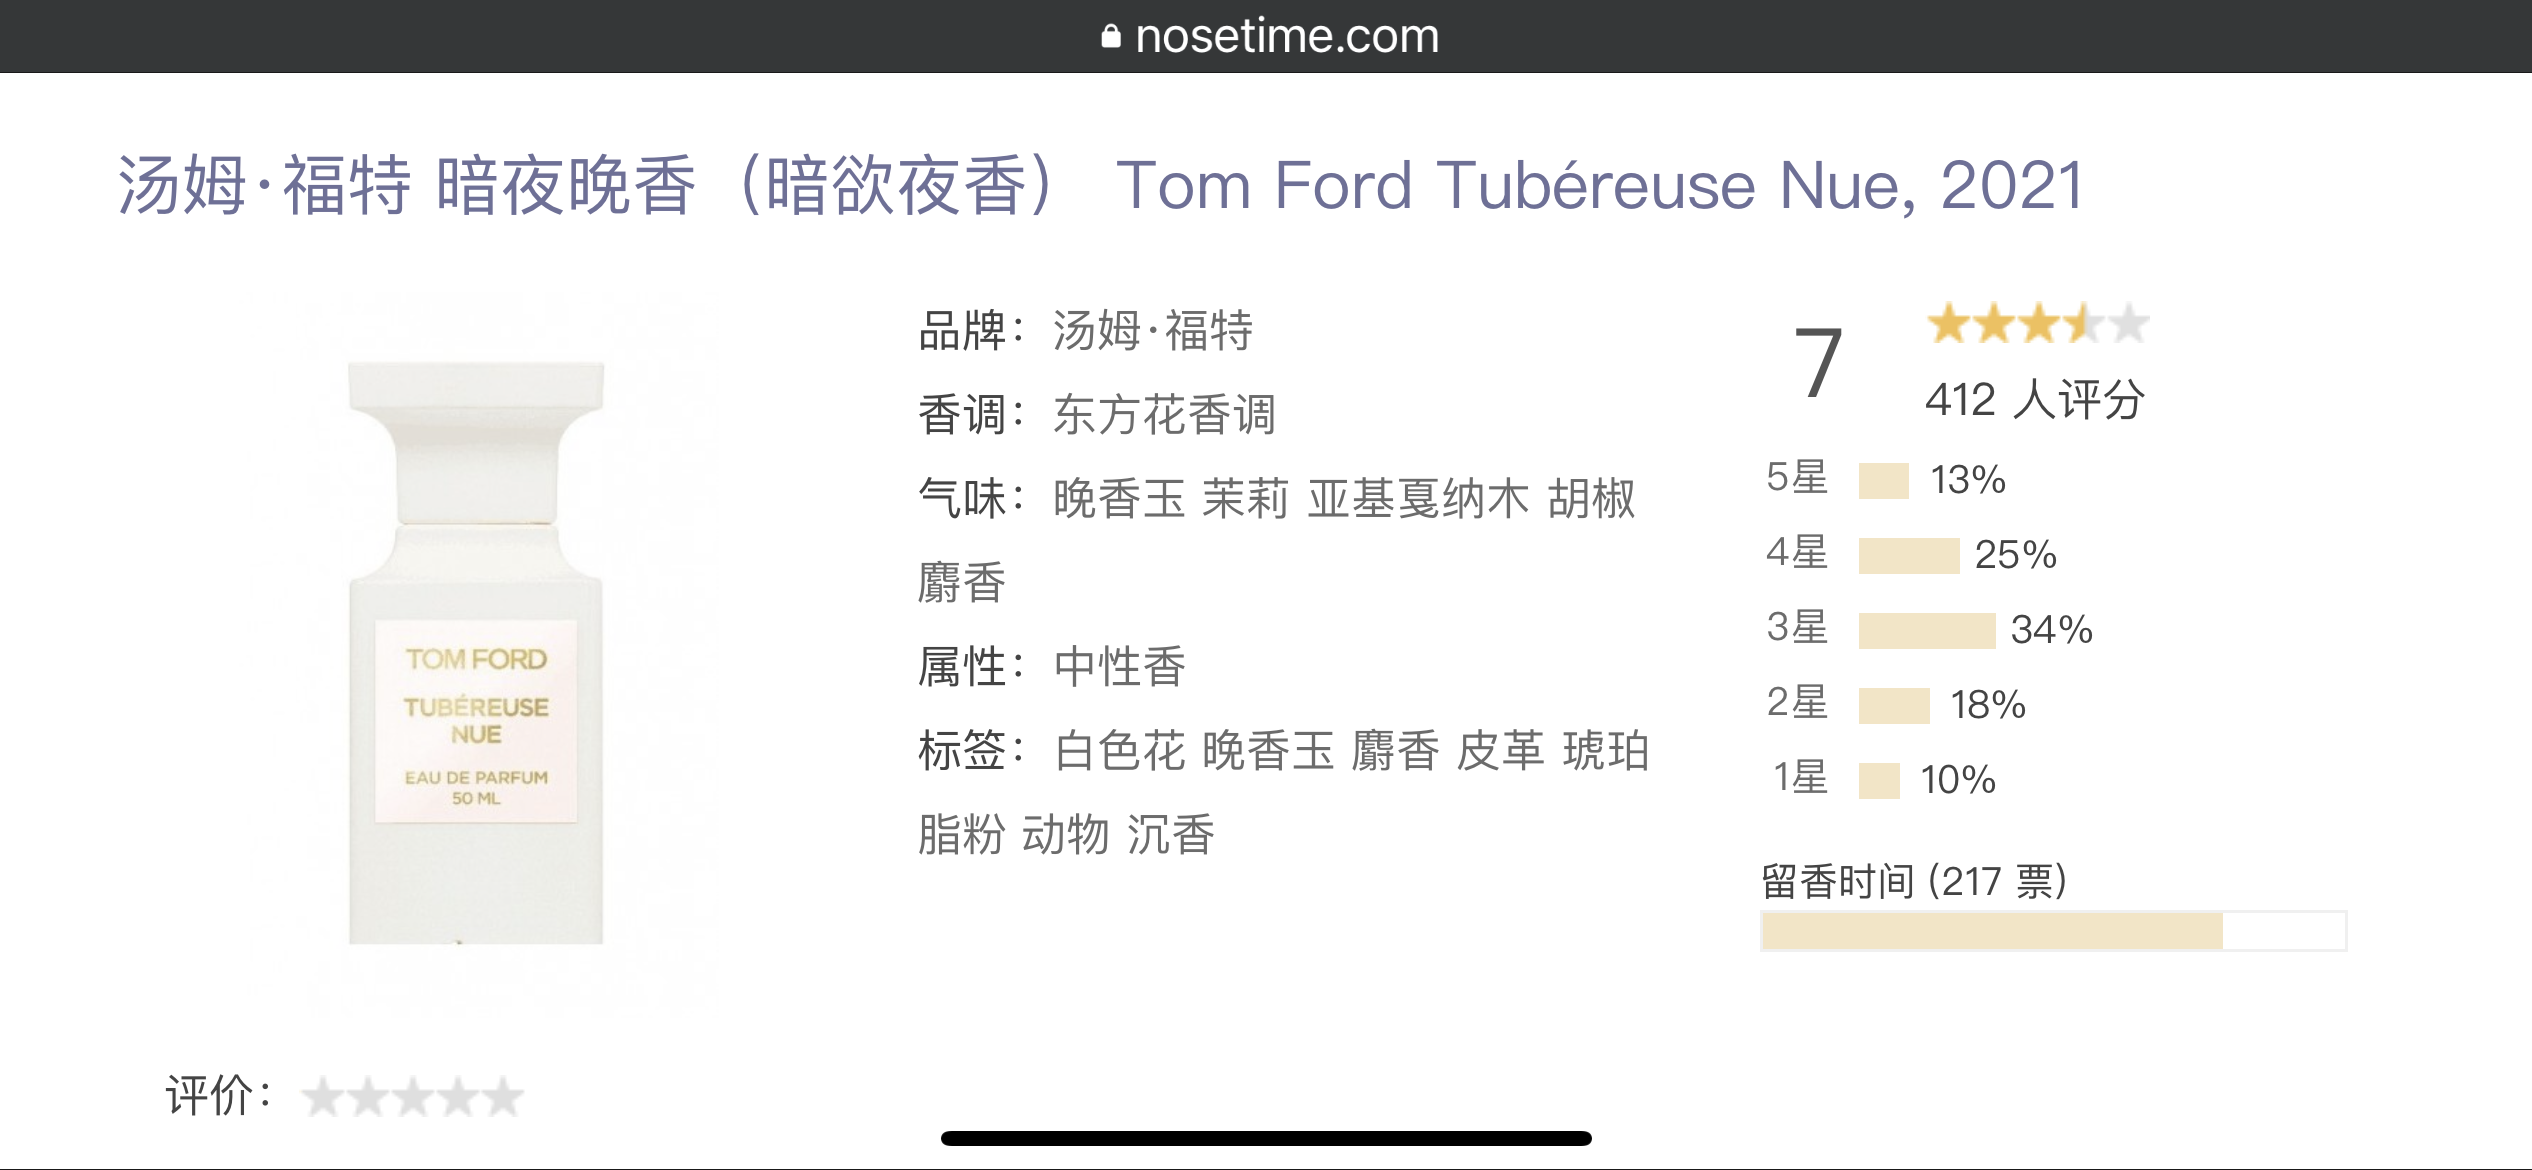 nosetime.com
汤姆·福特 暗夜晚香（暗欲夜香） Tom Ford Tubéreuse Nue, 2021
TOM FORD
TUBÉREUSE
NUE
EAU DE PARFUM
50 ML
品牌：汤姆·福特
香调：东方花香调
气味：晚香玉 茉莉 亚基戛纳木 胡椒
麝香
属性：中性香
标签：白色花 晚香玉 麝香 皮革 琥珀
脂粉 动物 沉香
7
412 人评分
5星 13%
4星 25%
3星 34%
2星 18%
1星 10%
留香时间 (217 票)
评价：